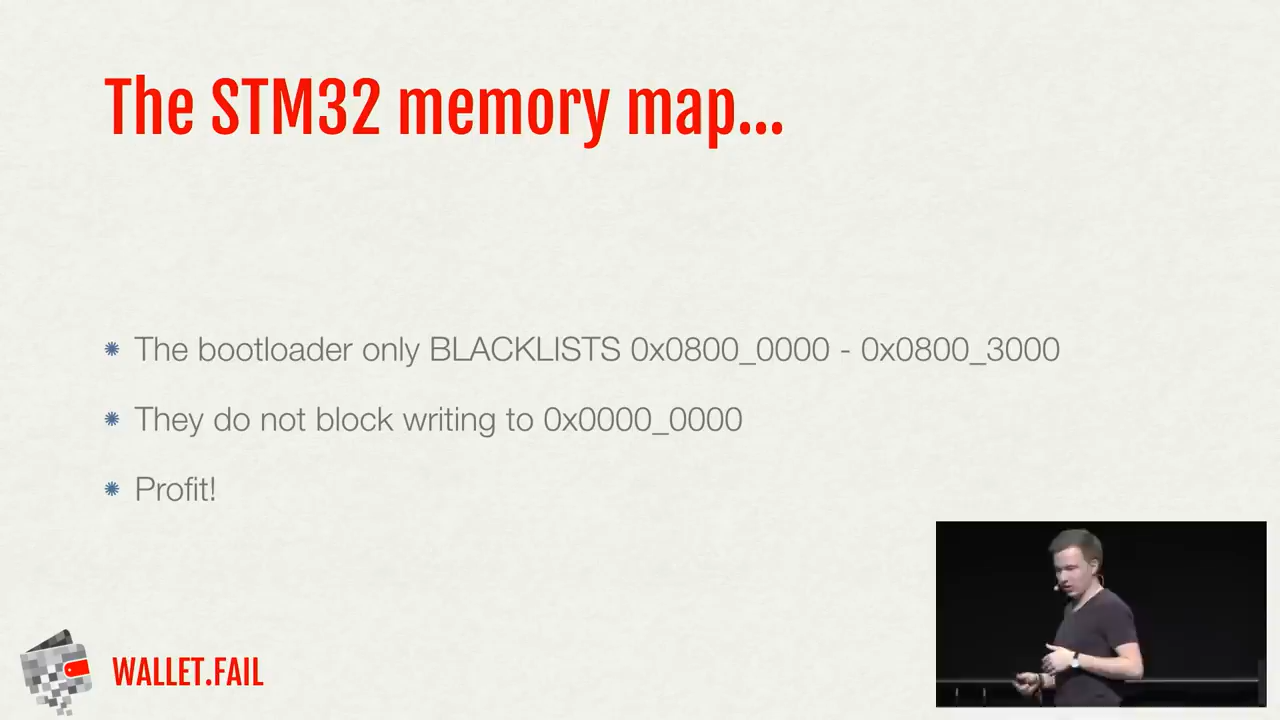 The STM32 memory map...
The bootloader only BLACKLISTS 0x0800_0000 - 0x0800_3000
They do not block writing to 0x0000_0000
Profit!
WALLET.FAIL